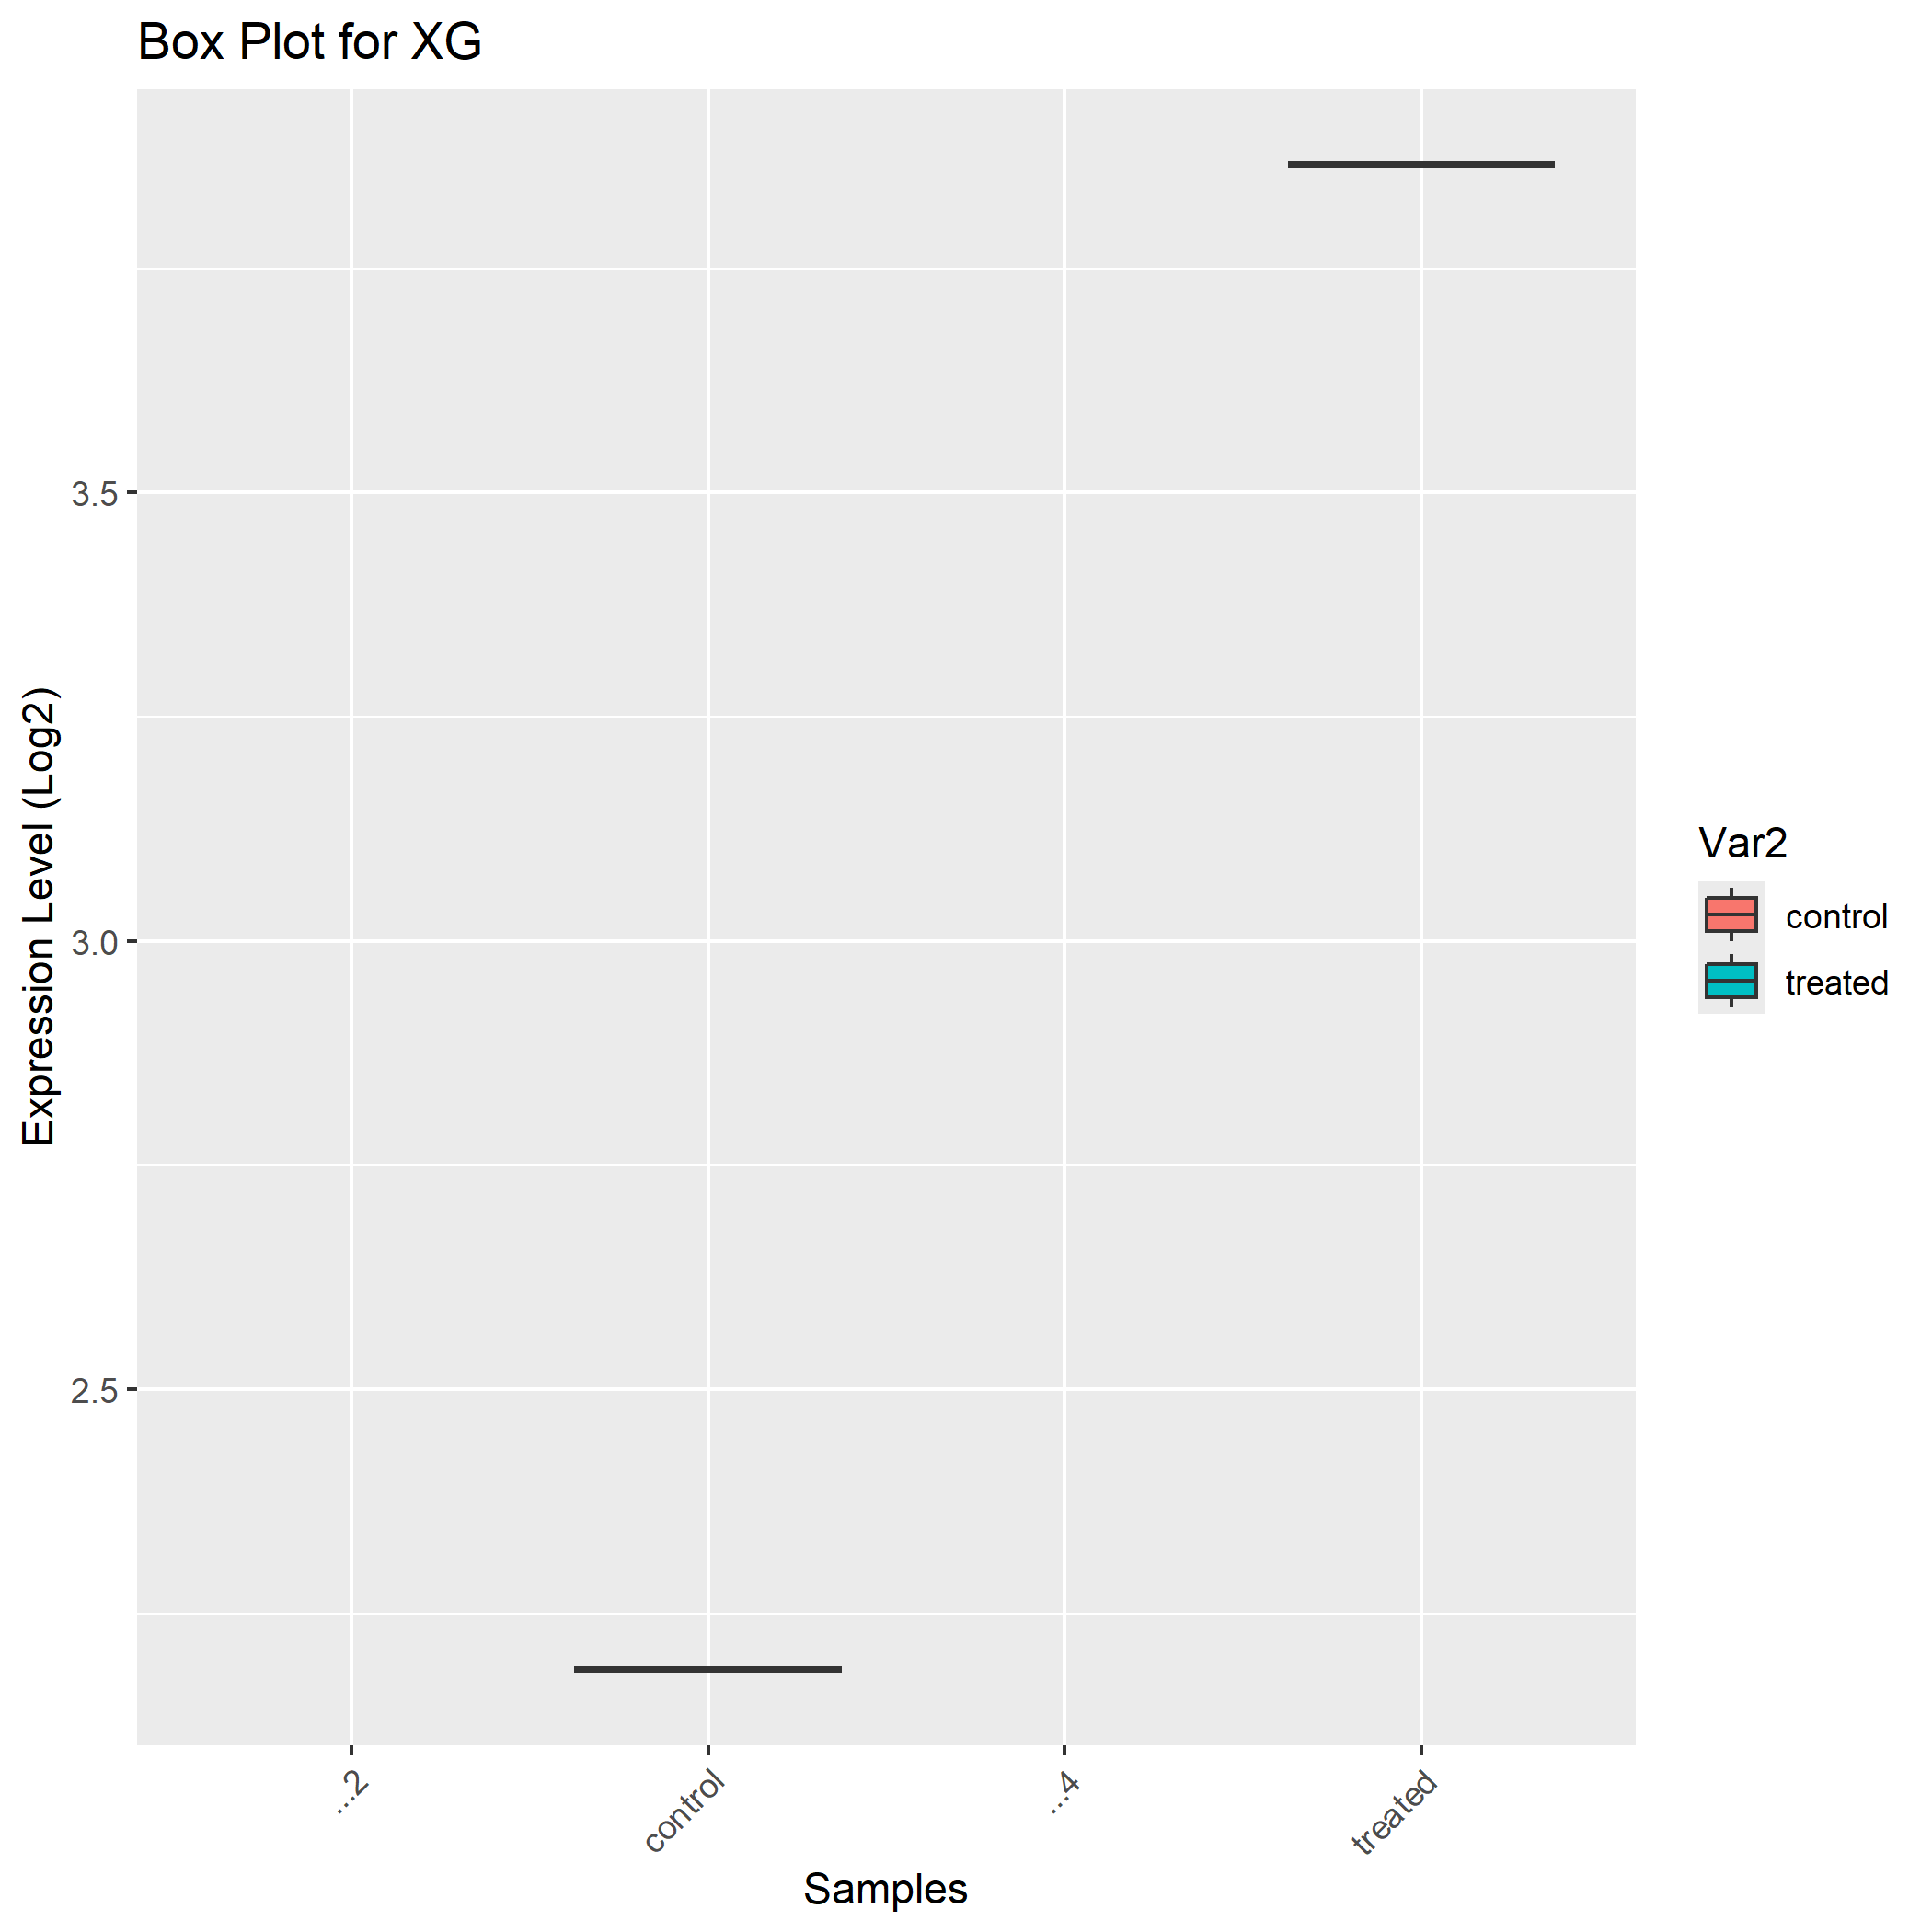 Box Plot for XG
Expression Level (Log2)
3.5
3.0
2.5
...2
control
...4
treated
Samples
Var2
control
treated